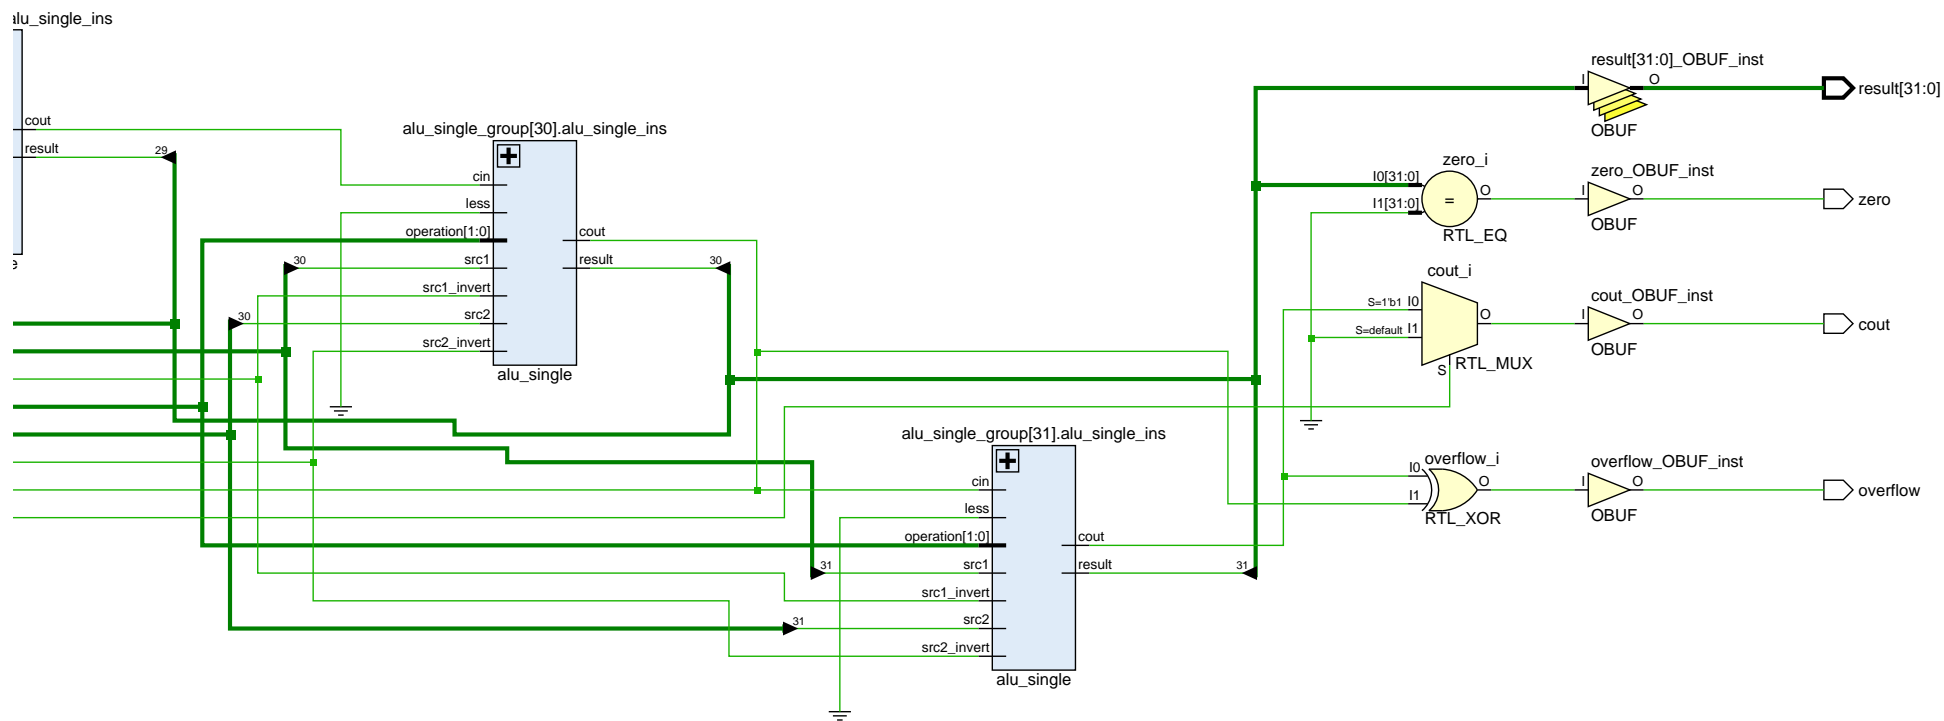 alu_single_ins
cout
result
29
e
alu_single_group[30].alu_single_ins
cin
less
operation[1:0]
30
src1
src1_invert
30
src2
src2_invert
cout
result
30
alu_single
alu_single_group[31].alu_single_ins
cin
less
operation[1:0]
31
src1
src1_invert
31
src2
src2_invert
cout
result
31
alu_single
result[31:0]_OBUF_inst
I
O
OBUF
result[31:0]
zero_i
I0[31:0]
I1[31:0]
=
O
RTL_EQ
zero_OBUF_inst
I
O
OBUF
zero
cout_i
S=1'b1 I0
S=default I1
O
S
RTL_MUX
cout_OBUF_inst
I
O
OBUF
cout
overflow_i
I0
I1
O
RTL_XOR
overflow_OBUF_inst
I
O
OBUF
overflow